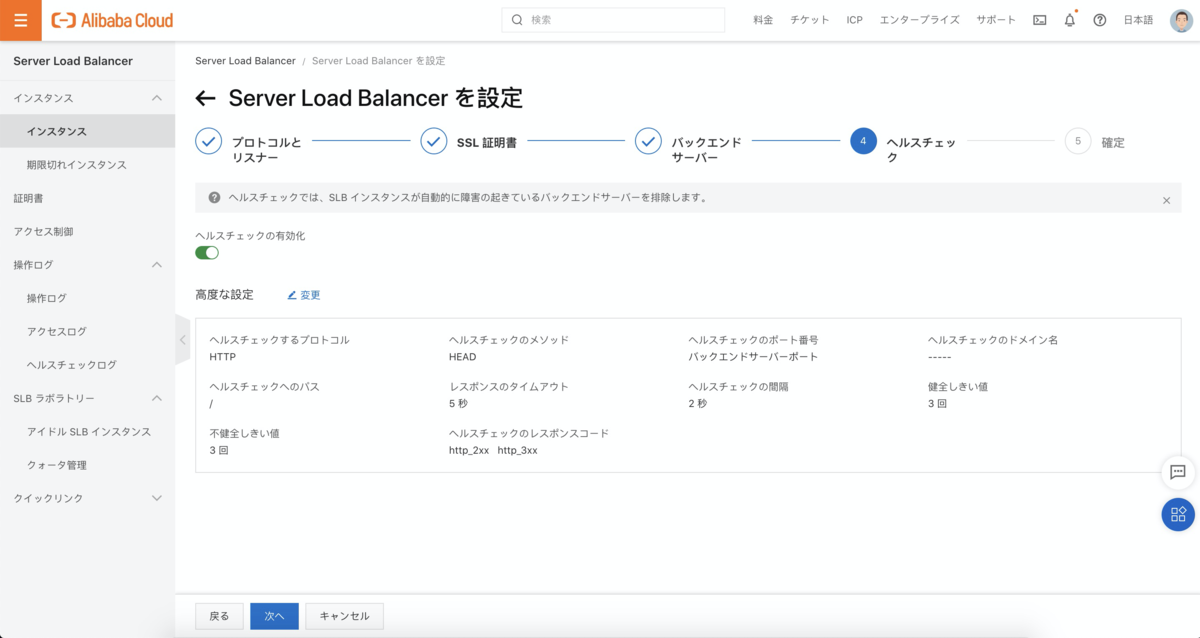 Alibaba Cloud
検索
料金 チケット ICP エンタープライズ サポート 日本語
Server Load Balancer
インスタンス
インスタンス
期限切れインスタンス
証明書
アクセス制御
操作ログ
操作ログ
アクセスログ
ヘルスチェックログ
SLB ラボラトリー
アイドル SLB インスタンス
クォータ管理
クイックリンク
Server Load Balancer / Server Load Balancer を設定
← Server Load Balancer を設定
プロトコルと
リスナー
SSL 証明書
バックエンド
サーバー
4 ヘルスチェッ
ク
5 確定
ヘルスチェックでは、SLB インスタンスが自動的に障害の起きているバックエンドサーバーを排除します。
ヘルスチェックの有効化
高度な設定 変更
ヘルスチェックするプロトコル
HTTP
ヘルスチェックのメソッド
HEAD
ヘルスチェックのポート番号
バックエンドサーバーポート
ヘルスチェックのドメイン名
-----
ヘルスチェックへのパス
/
レスポンスのタイムアウト
5 秒
ヘルスチェックの間隔
2 秒
健全しきい値
3 回
不健全しきい値
3 回
ヘルスチェックのレスポンスコード
http_2xx http_3xx
戻る 次へ キャンセル